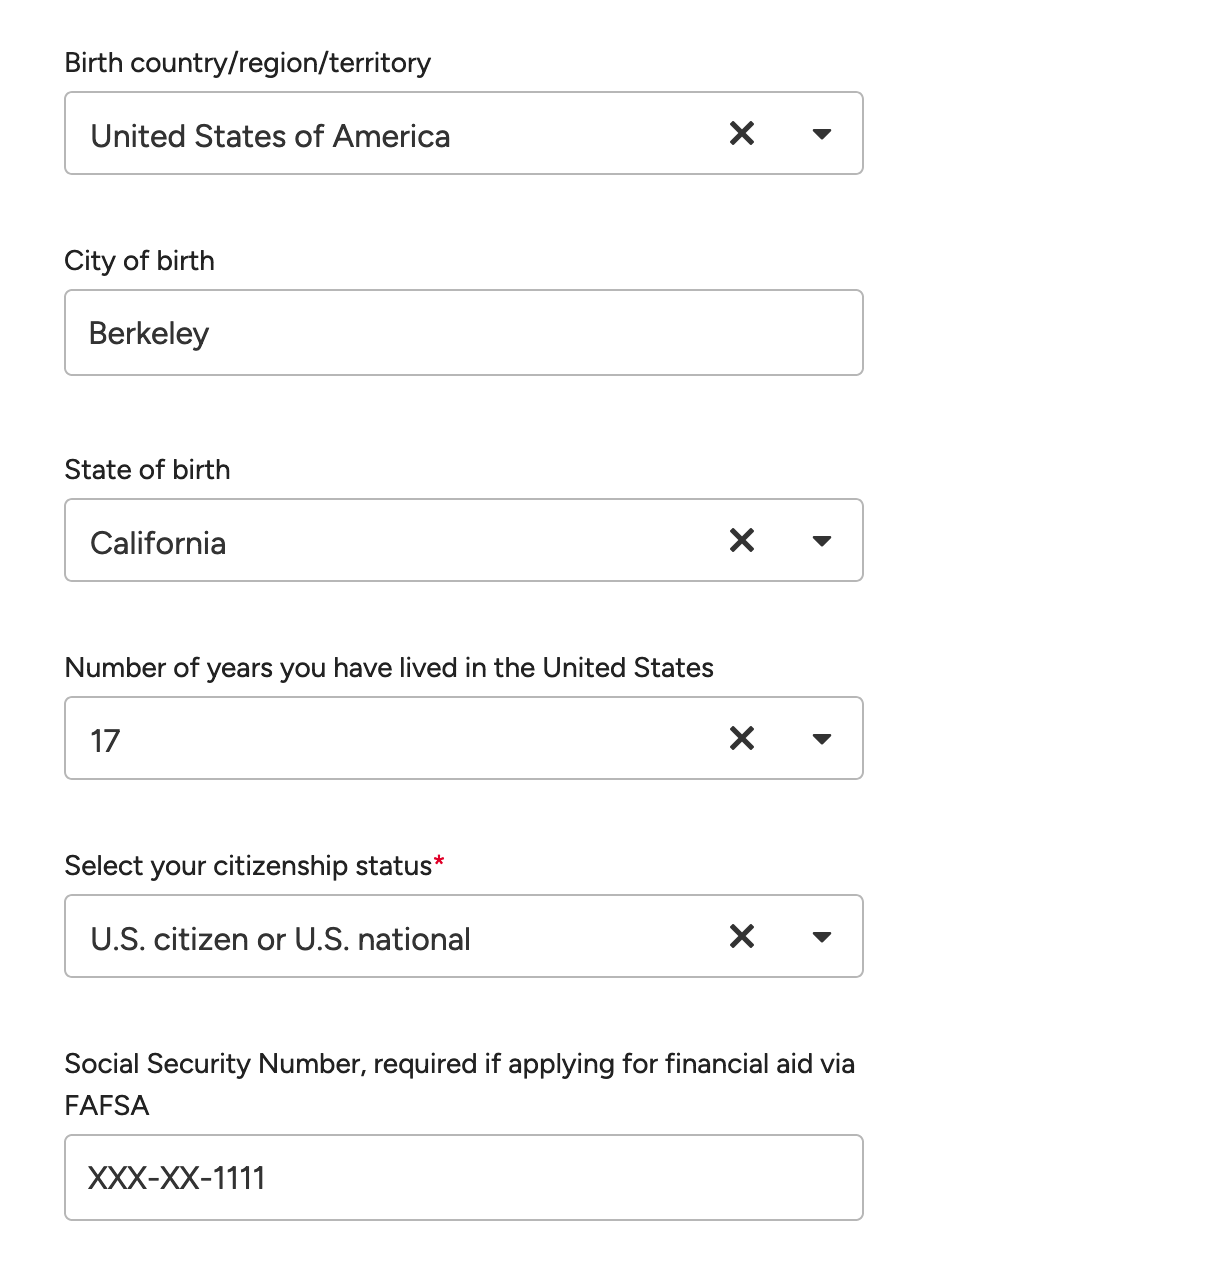 Birth country/region/territory
United States of America
City of birth
Berkeley
State of birth
California
Number of years you have lived in the United States
17
Select your citizenship status*
U.S. citizen or U.S. national
Social Security Number, required if applying for financial aid via
FAFSA
XXX-XX-1111